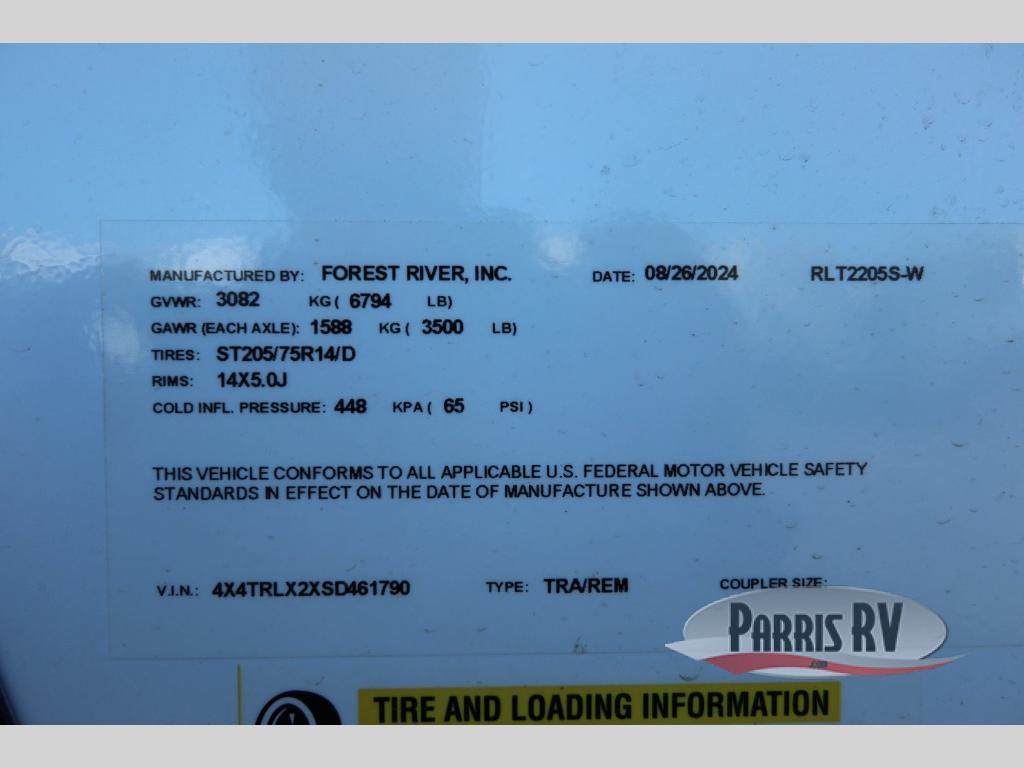 MANUFACTURED BY: FOREST RIVER, INC. DATE: 08/26/2024 RLT2205S-W
GVWR: 3082 KG ( 6794 LB)
GAWR (EACH AXLE): 1588 KG ( 3500 LB)
TIRES: ST205/75R14/D
RIMS: 14X5.0J
COLD INFL. PRESSURE: 448 KPA ( 65 PSI )
THIS VEHICLE CONFORMS TO ALL APPLICABLE U.S. FEDERAL MOTOR VEHICLE SAFETY
STANDARDS IN EFFECT ON THE DATE OF MANUFACTURE SHOWN ABOVE.
V.I.N.: 4X4TRLX2XSD461790 TYPE: TRA/REM COUPLER SIZE:
PARRIS RV
.com
TIRE AND LOADING INFORMATION